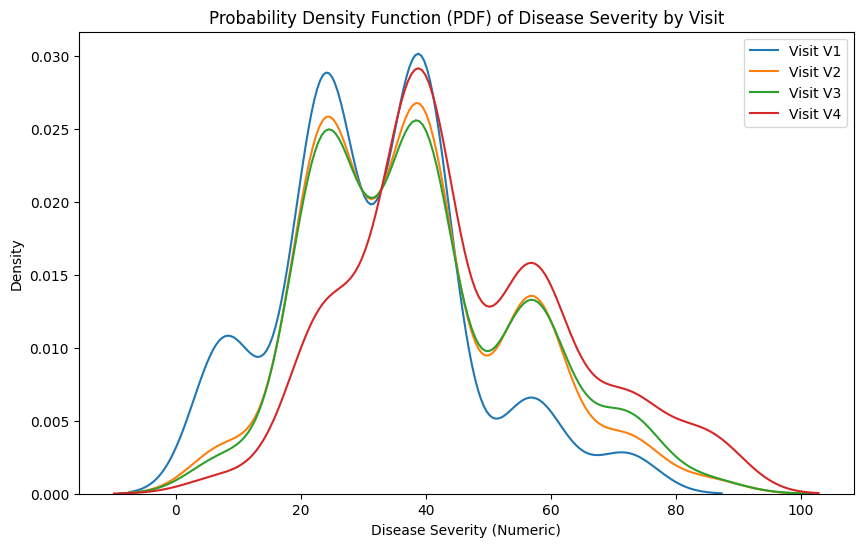 Probability Density Function (PDF) of Disease Severity by Visit
Visit V1
Visit V2
Visit V3
Visit V4
Density
0.030
0.025
0.020
0.015
0.010
0.005
0.000
0
20
40
60
80
100
Disease Severity (Numeric)